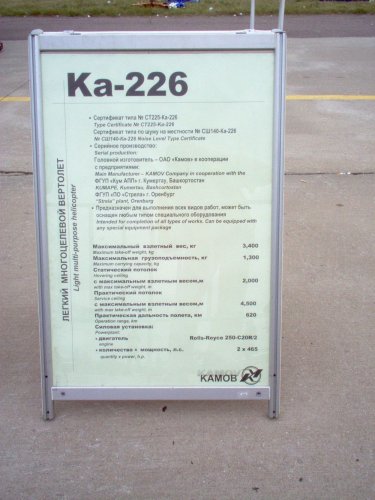 Ка-226
ЛЕГКИЙ МНОГОЦЕЛЕВОЙ ВЕРТОЛЕТ
Light multi-purpose helicopter
• Сертификат типа № СТ225-Ка-226
Type Certificate № CT225-Ka-226
Сертификат типа по шуму на местности № СШ140-Ка-226
№ СШ140-Ka-226 Noise Level Type Certificate
• Серийное производство:
Serial production:
Головной изготовитель – ОАО «Камов» в кооперации
с предприятиями:
Main Manufacturer – KAMOV Company in cooperation with the
ФГУП «Кум АПП» г. Кумертау, Башкортостан
KUMAPE, Kumertau, Bashcortostan
ФГУП «ПО «Стрела» г. Оренбург
"Strela" plant, Orenburg
• Предназначен для выполнения всех видов работ, может быть
оснащен любым типом специального оборудования
Intended for completion of all types of works. Can be equipped with
any special equipment package
Максимальный взлетный вес, кг 3,400
Maximum take-off weight, kg
Максимальная грузоподъемность, кг 1,300
Maximum carrying capacity, kg
Статический потолок
Hovering ceiling
с максимальным взлетным весом,м 2,000
with max take-off weight, m
Практический потолок
Service ceiling
с максимальным взлетным весом,м 4,500
with max take-off weight, m
Практическая дальность полета, км 620
Operation range, km
Силовая установка:
Powerplant:
• двигатель Rolls-Reyce 250-C20R/2
engine
• количество × мощность, л.с. 2 x 465
quantity x power, h.p.
KAMOV
КАМОВ